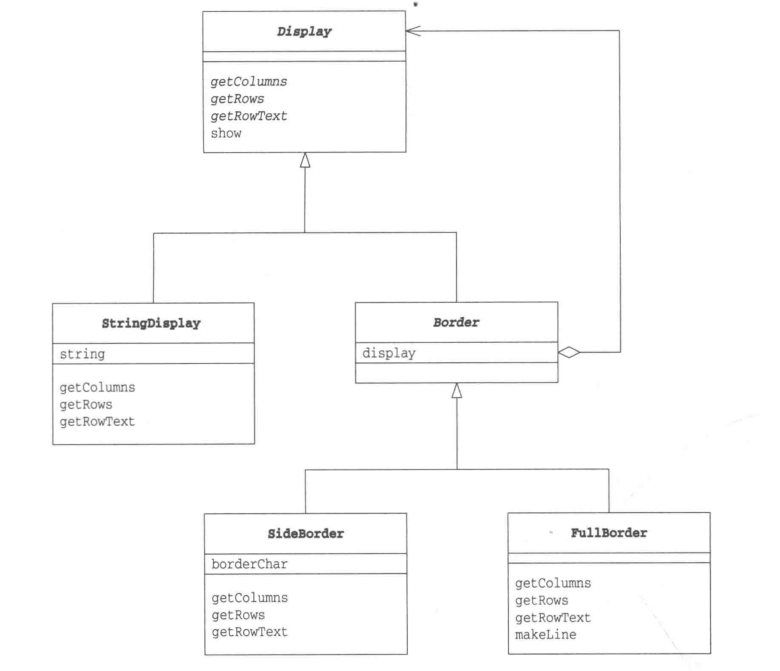 Display
getColumns
getRows
getRowText
show
StringDisplay
string
getColumns
getRows
getRowText
Border
display
SideBorder
borderChar
getColumns
getRows
getRowText
FullBorder
getColumns
getRows
getRowText
makeLine